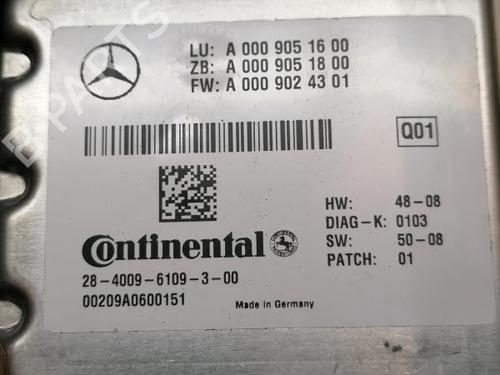 LU: A 000 905 16 00
ZB: A 000 905 18 00
FW: A 000 902 43 01
Q01
HW: 48-08
DIAG-K: 0103
SW: 50-08
PATCH: 01
Continental
28-4009-6109-3-00
00209A0600151
Made in Germany
B-PARTS